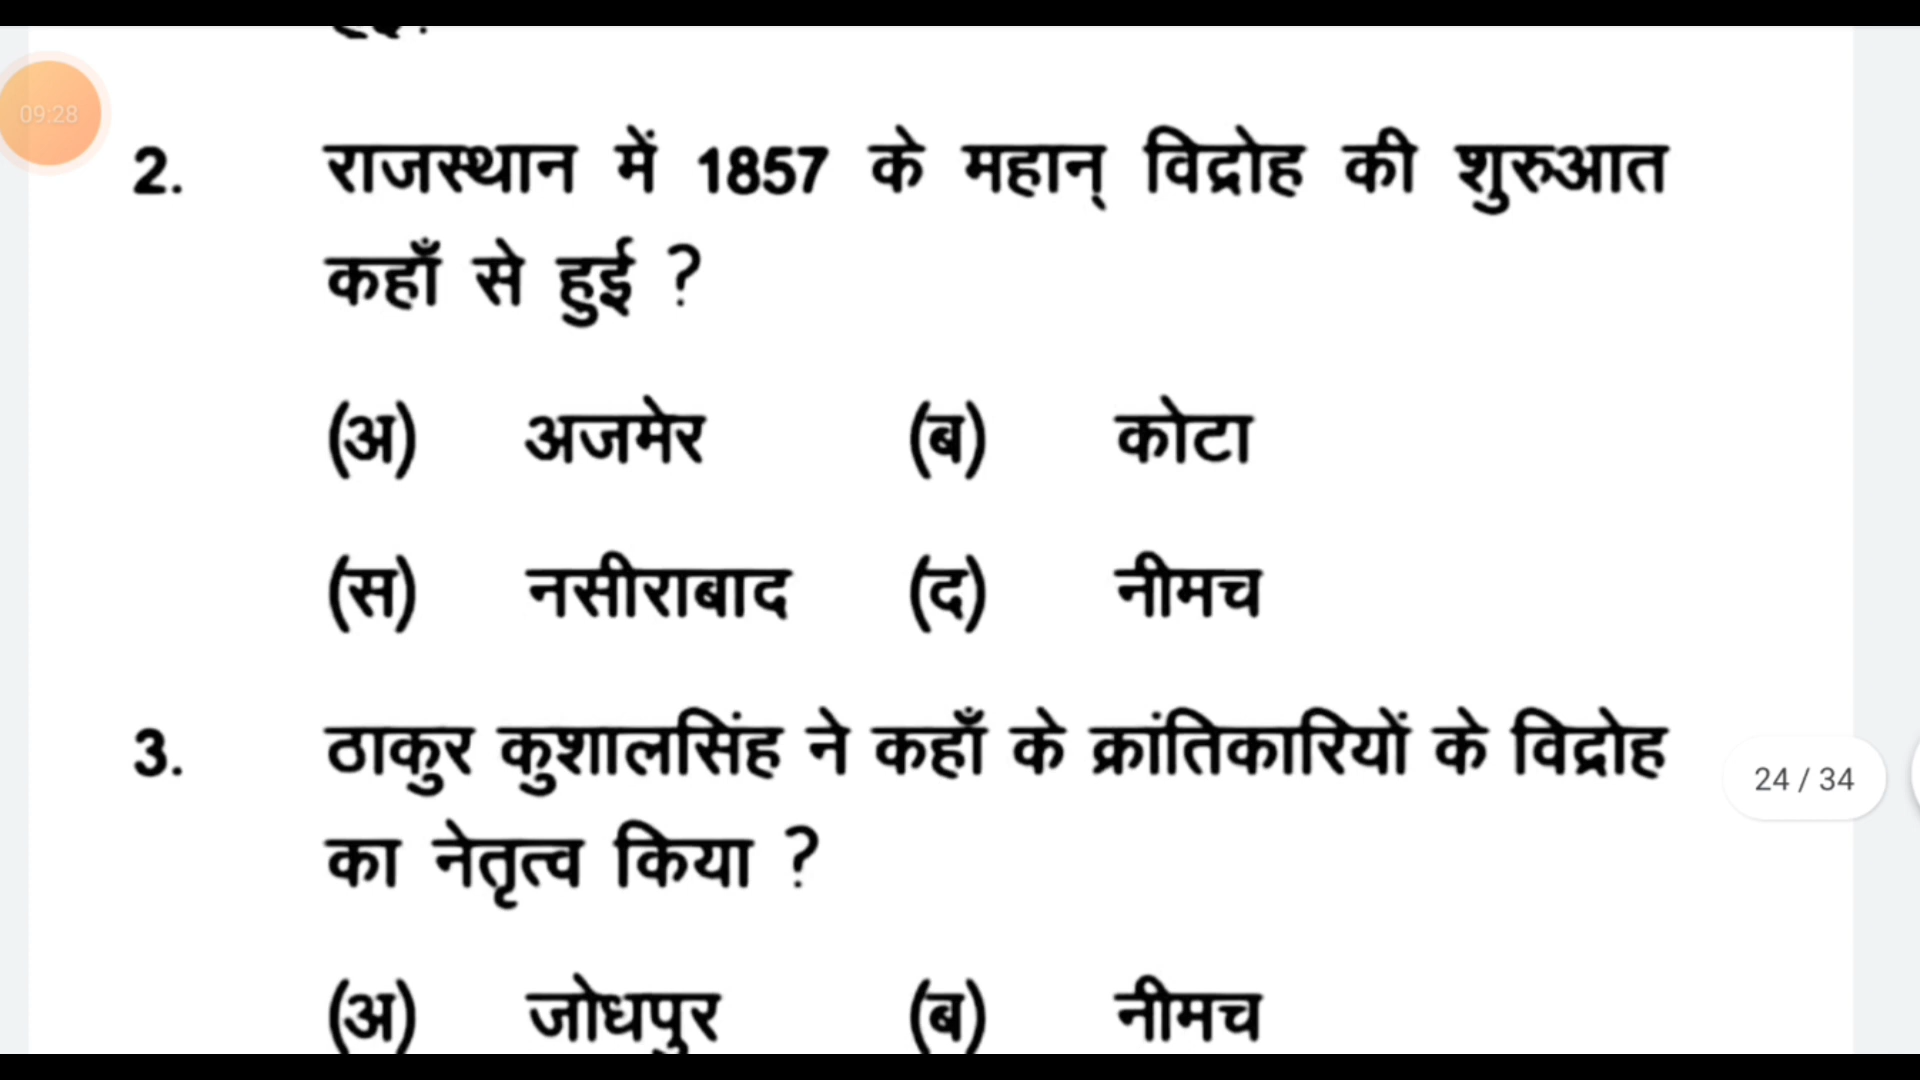 09:28
2. राजस्थान में 1857 के महान् विद्रोह की शुरुआत
कहाँ से हुई ?
(अ) अजमेर (ब) कोटा
(स) नसीराबाद (द) नीमच
3. ठाकुर कुशालसिंह ने कहाँ के क्रांतिकारियों के विद्रोह
का नेतृत्व किया ?
24 / 34
(अ) जोधपुर (ब) नीमच